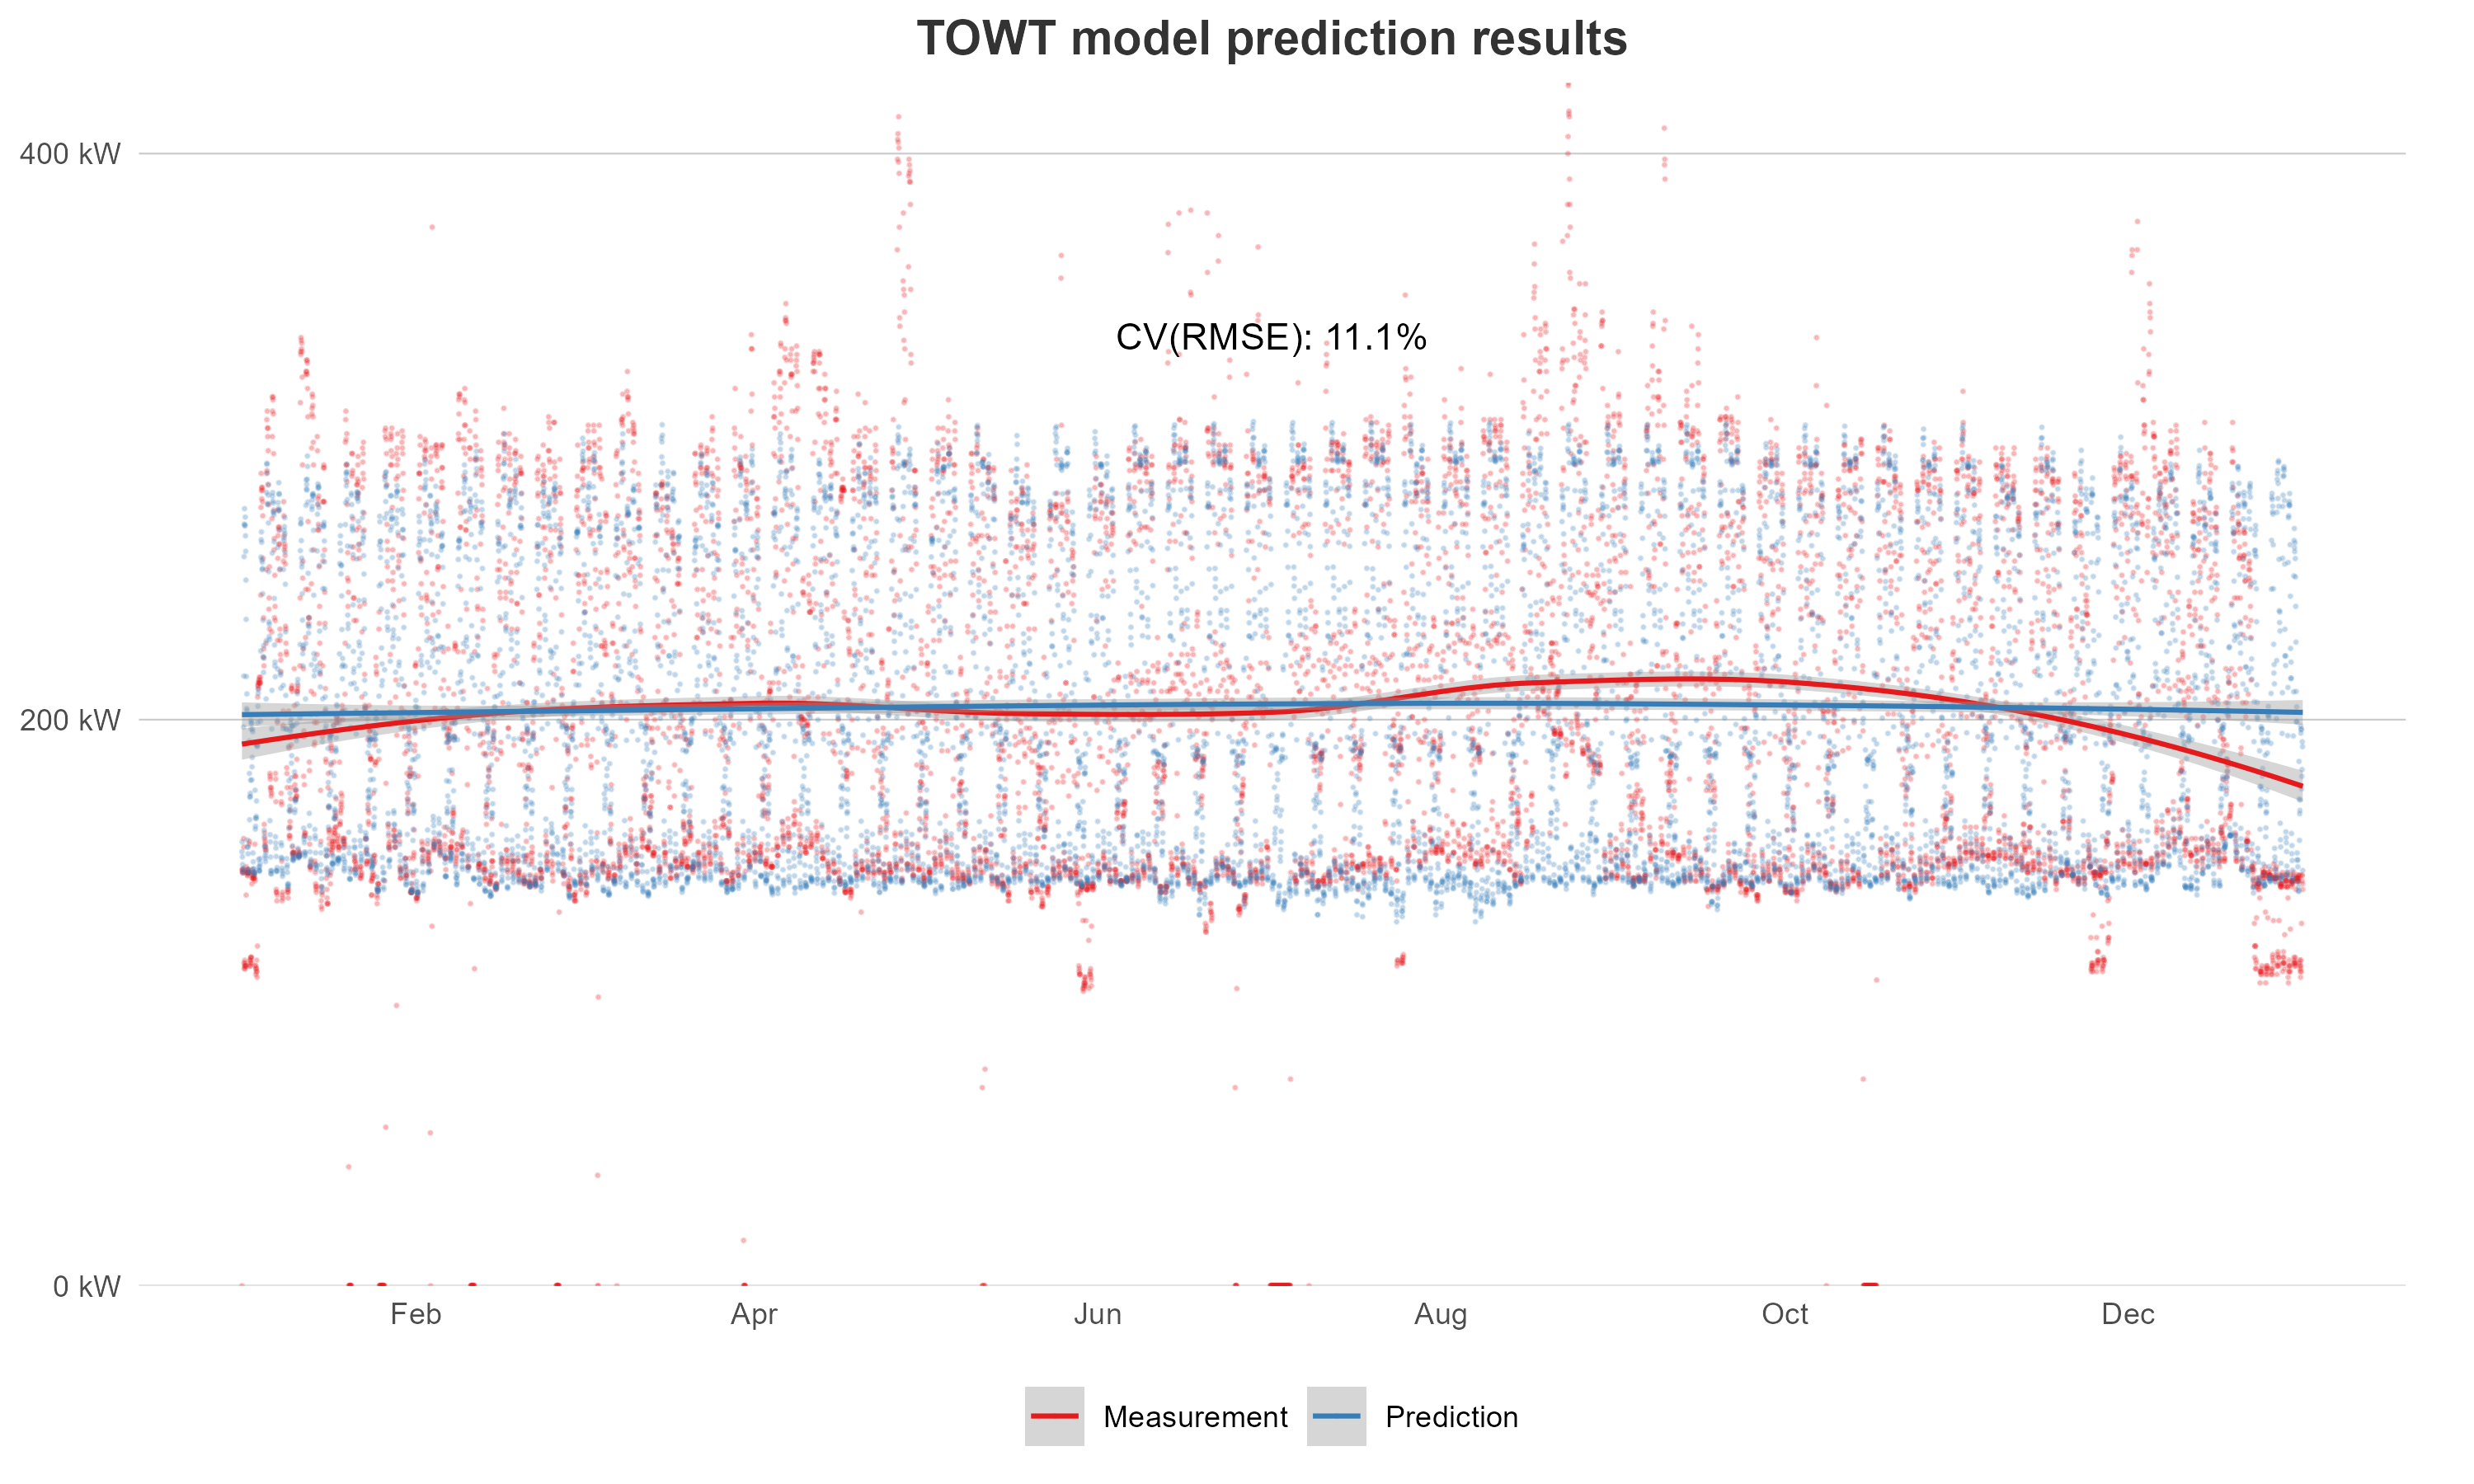 TOWT model prediction results
400 kW
CV(RMSE): 11.1%
200 kW
0 kW
Feb Apr Jun Aug Oct Dec
Measurement Prediction